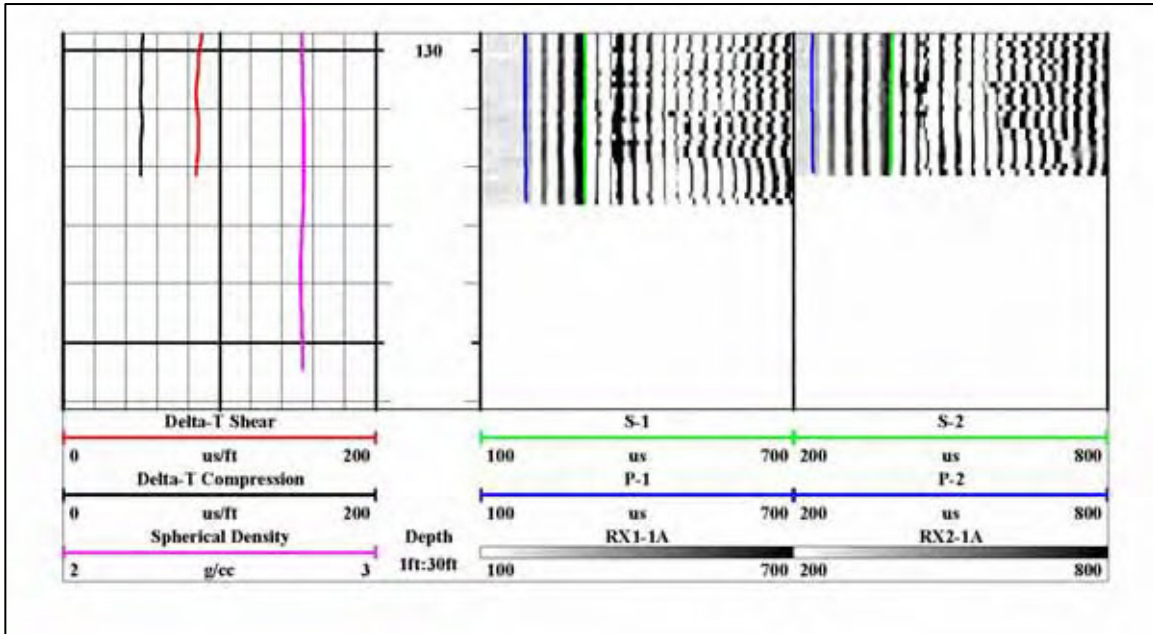 130
Delta-T Shear S-1 S-2
0 us/ft 200 100 us 700 200 us 800
Delta-T Compression P-1 P-2
0 us/ft 200 100 us 700 200 us 800
Spherical Density Depth RX1-1A RX2-1A
2 g/cc 3 1ft:30ft 100 700 200 800